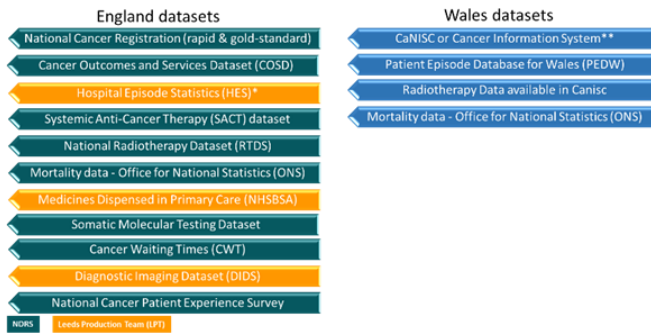 England datasets
National Cancer Registration (rapid & gold-standard)
Cancer Outcomes and Services Dataset (COSD)
Hospital Episode Statistics (HES)*
Systemic Anti-Cancer Therapy (SACT) dataset
National Radiotherapy Dataset (RTDS)
Mortality data - Office for National Statistics (ONS)
Medicines Dispensed in Primary Care (NHSBSA)
Somatic Molecular Testing Dataset
Cancer Waiting Times (CWT)
Diagnostic Imaging Dataset (DIDS)
National Cancer Patient Experience Survey
NDRS
Leeds Production Team (LPT)
Wales datasets
CaNISC or Cancer Information System**
Patient Episode Database for Wales (PEDW)
Radiotherapy Data available in Canisc
Mortality data - Office for National Statistics (ONS)